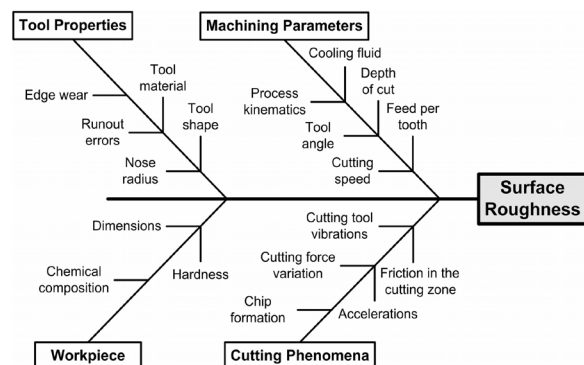 Tool Properties
Machining Parameters
Cooling fluid
Tool
material
Depth
of cut
Edge wear
Process
kinematics
Tool
shape
Feed per
tooth
Runout
errors
Tool
angle
Nose
radius
Cutting
speed
Surface
Roughness
Dimensions
Cutting tool
vibrations
Chemical
composition
Hardness
Cutting force
variation
Friction in the
cutting zone
Chip
formation
Accelerations
Workpiece
Cutting Phenomena